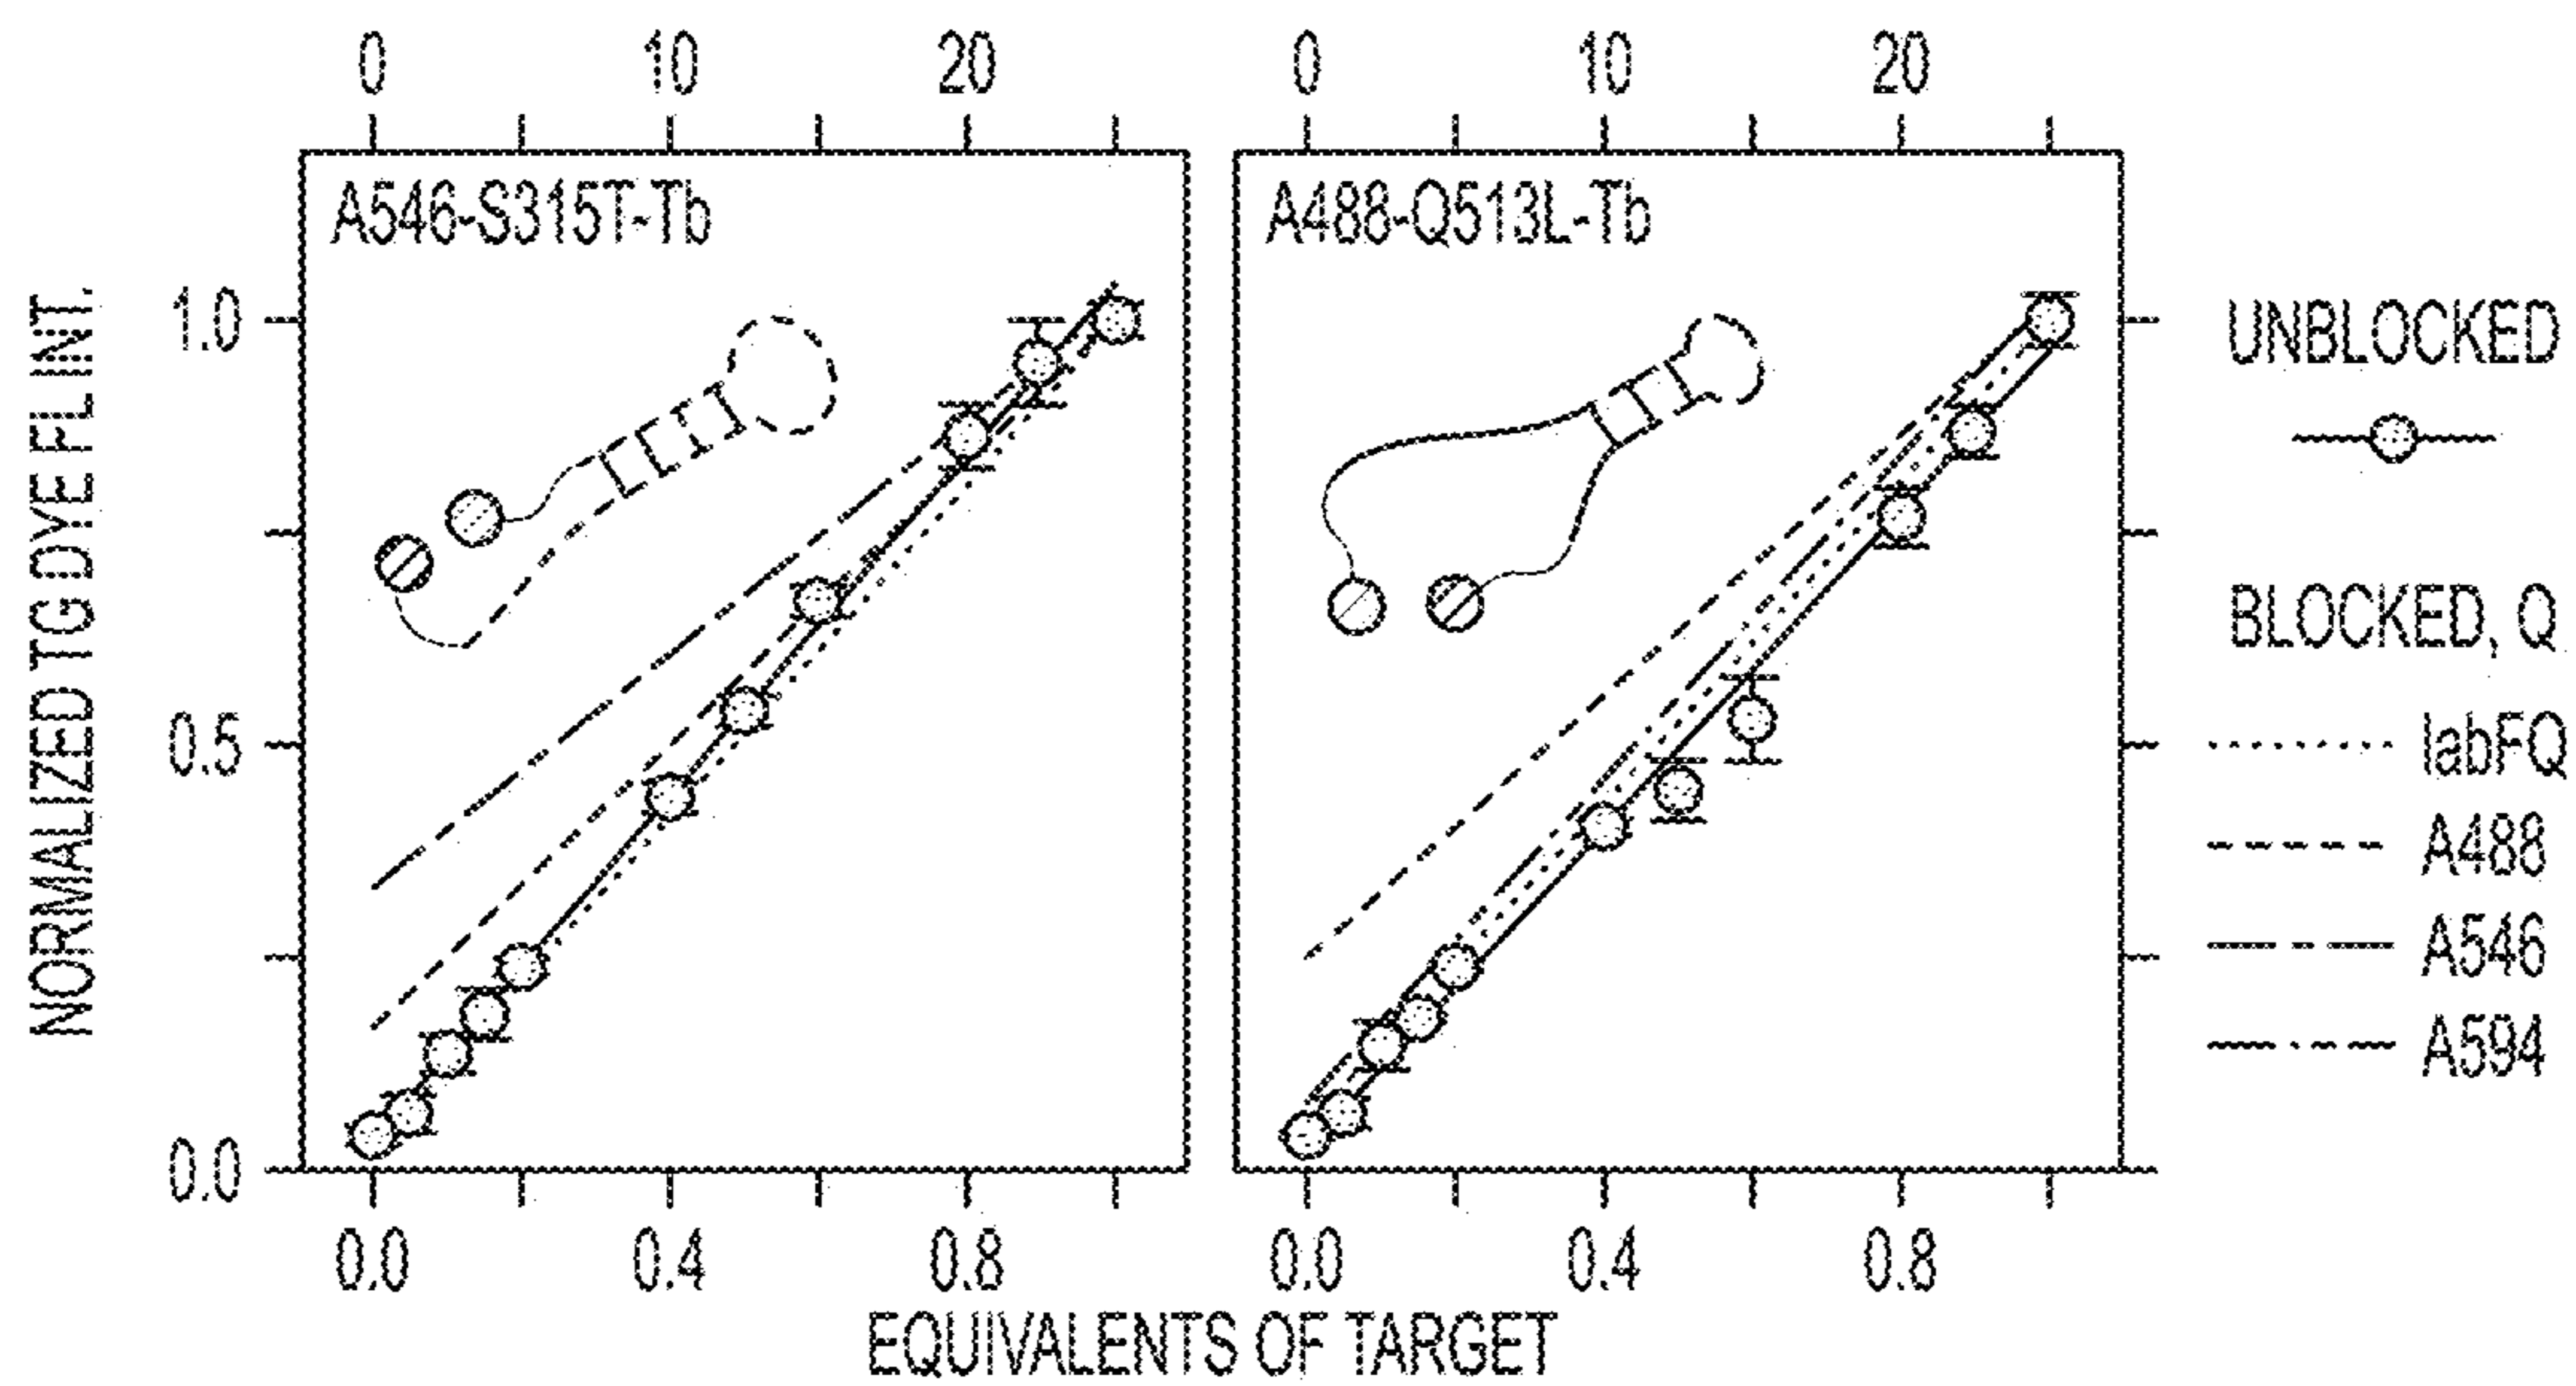 0 10 20 0 10 20
A546-S315T-Tb A488-Q513L-Tb
NORMALIZED TG DYE FL INT.
1.0
0.5
0.0
UNBLOCKED
BLOCKED, Q
labFQ
A488
A546
A594
0.0 0.4 0.8 0.0 0.4 0.8
EQUIVALENTS OF TARGET